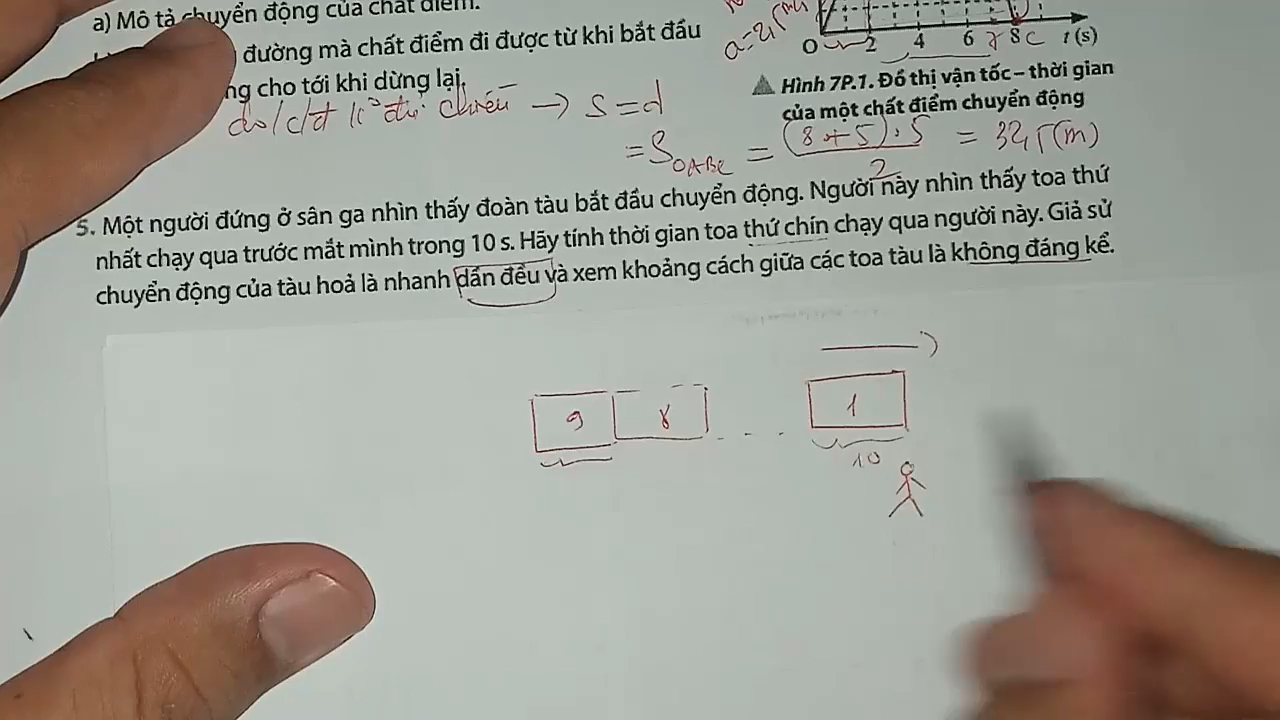 a) Mô tả chuyển động của chất điểm.
đường mà chất điểm đi được từ khi bắt đầu
ng cho tới khi dừng lại.
→ s = d
= S_OABC = (8+5).5 / 2 = 32,5 (m)
O 2 4 6 7 8 C t (s)
Hình 7P.1. Đồ thị vận tốc – thời gian
của một chất điểm chuyển động
5. Một người đứng ở sân ga nhìn thấy đoàn tàu bắt đầu chuyển động. Người này nhìn thấy toa thứ
nhất chạy qua trước mắt mình trong 10 s. Hãy tính thời gian toa thứ chín chạy qua người này. Giả sử
chuyển động của tàu hoả là nhanh dần đều và xem khoảng cách giữa các toa tàu là không đáng kể.
9 8 .... 1
10